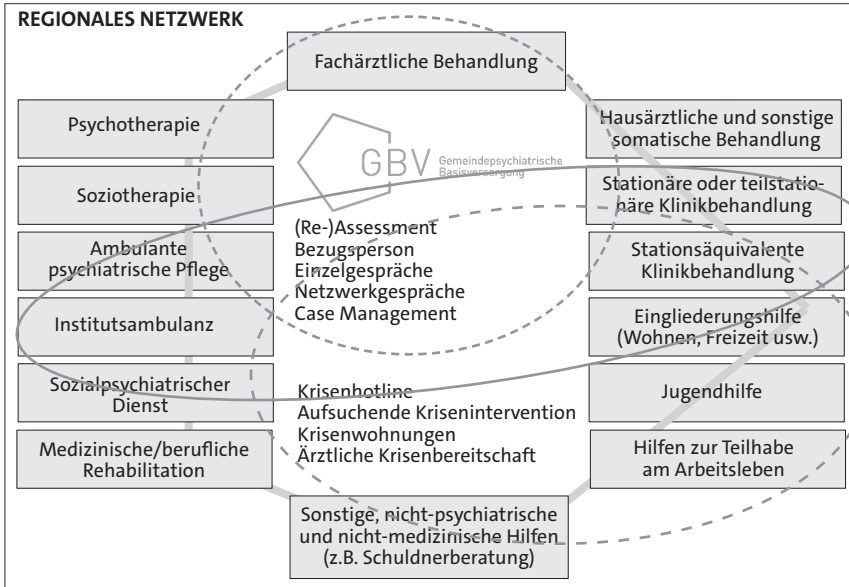 REGIONALES NETZWERK
Fachärztliche Behandlung
Psychotherapie
Soziotherapie
Ambulante
psychiatrische Pflege
Institutsambulanz
Sozialpsychiatrischer
Dienst
Medizinische/berufliche
Rehabilitation
GBV Gemeindepsychiatrische
Basisversorgung
(Re-)Assessment
Bezugsperson
Einzelgespräche
Netzwerkgespräche
Case Management
Krisenhotline
Aufsuchende Krisenintervention
Krisenwohnungen
Ärztliche Krisenbereitschaft
Hausärztliche und sonstige
somatische Behandlung
Stationäre oder teilstatio-
näre Klinikbehandlung
Stationsäquivalente
Klinikbehandlung
Eingliederungshilfe
(Wohnen, Freizeit usw.)
Jugendhilfe
Hilfen zur Teilhabe
am Arbeitsleben
Sonstige, nicht-psychiatrische
und nicht-medizinische Hilfen
(z.B. Schuldnerberatung)